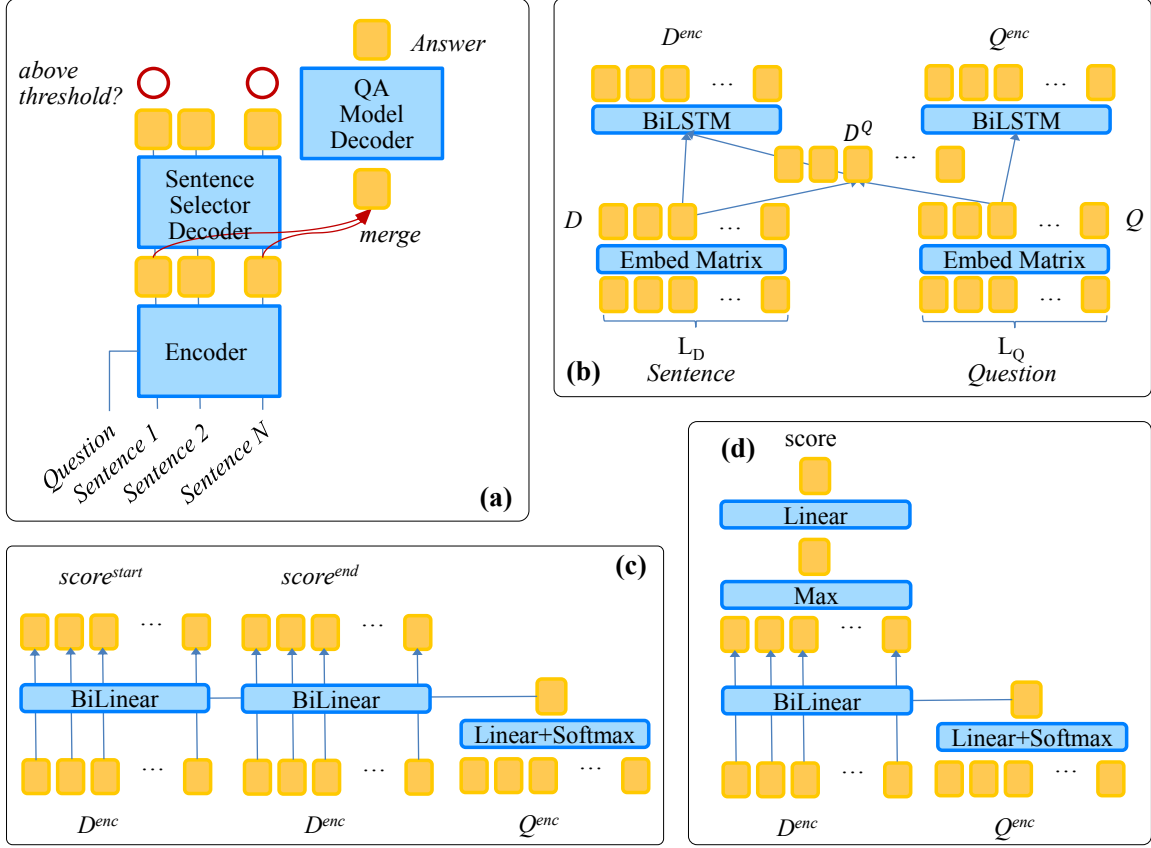 above
threshold?
Answer
QA
Model
Decoder
Sentence
Selector
Decoder
merge
Encoder
Question
Sentence 1
Sentence 2
Sentence N
(a)
D^enc
Q^enc
...
...
BiLSTM
BiLSTM
D^Q
...
D
...
...
Q
Embed Matrix
Embed Matrix
...
...
L_D
L_Q
Sentence
Question
(b)
(c)
score^start
score^end
...
...
BiLinear
BiLinear
Linear+Softmax
...
...
...
D^enc
D^enc
Q^enc
(d)
score
Linear
Max
...
BiLinear
Linear+Softmax
...
...
D^enc
Q^enc